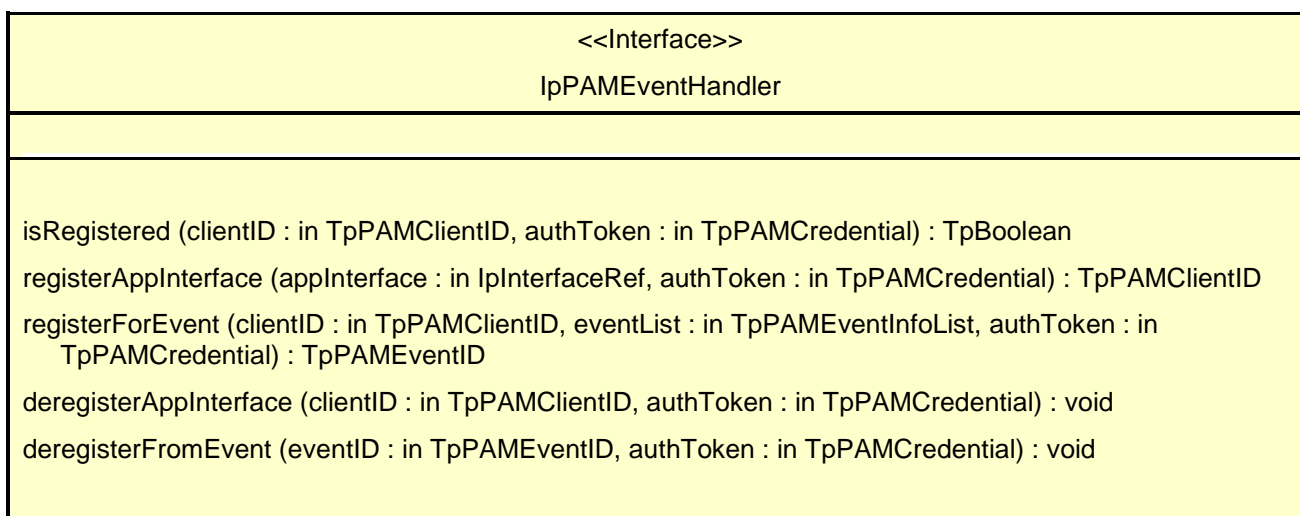 <<Interface>>
IpPAMEventHandler
isRegistered (clientID : in TpPAMClientID, authToken : in TpPAMCredential) : TpBoolean
registerAppInterface (appInterface : in IpInterfaceRef, authToken : in TpPAMCredential) : TpPAMClientID
registerForEvent (clientID : in TpPAMClientID, eventList : in TpPAMEventInfoList, authToken : in
TpPAMCredential) : TpPAMEventID
deregisterAppInterface (clientID : in TpPAMClientID, authToken : in TpPAMCredential) : void
deregisterFromEvent (eventID : in TpPAMEventID, authToken : in TpPAMCredential) : void